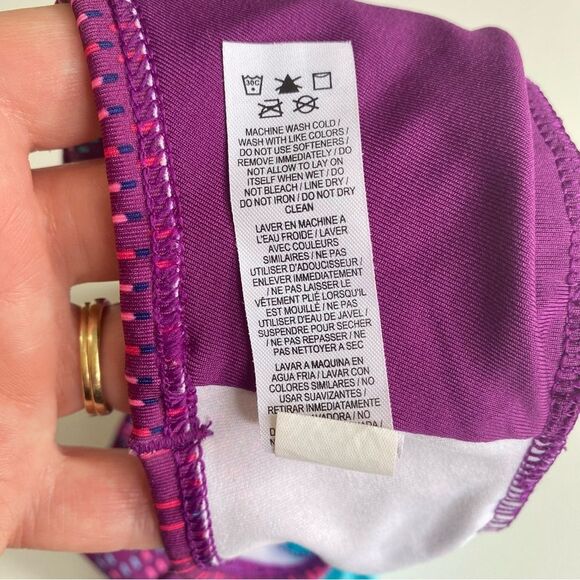 30C
MACHINE WASH COLD /
WASH WITH LIKE COLORS /
DO NOT USE SOFTENERS /
REMOVE IMMEDIATELY / DO
NOT ALLOW TO LAY ON
ITSELF WHEN WET / DO
NOT BLEACH / LINE DRY /
DO NOT IRON / DO NOT DRY
CLEAN
LAVER EN MACHINE A
L'EAU FROIDE / LAVER
AVEC COULEURS
SIMILAIRES / NE PAS
UTILISER D'ADOUCISSEUR /
ENLEVER IMMEDIATEMENT
/ NE PAS LAISSER LE
VÊTEMENT PLIÉ LORSQU'IL
EST MOUILLÉ / NE PAS
UTILISER D'EAU DE JAVEL /
SUSPENDRE POUR SECHER
/ NE PAS REPASSER / NE
PAS NETTOYER A SEC
LAVAR A MAQUINA EN
AGUA FRIA / LAVAR CON
COLORES SIMILARES / NO
USAR SUAVIZANTES /
RETIRAR INMEDIATAMENTE